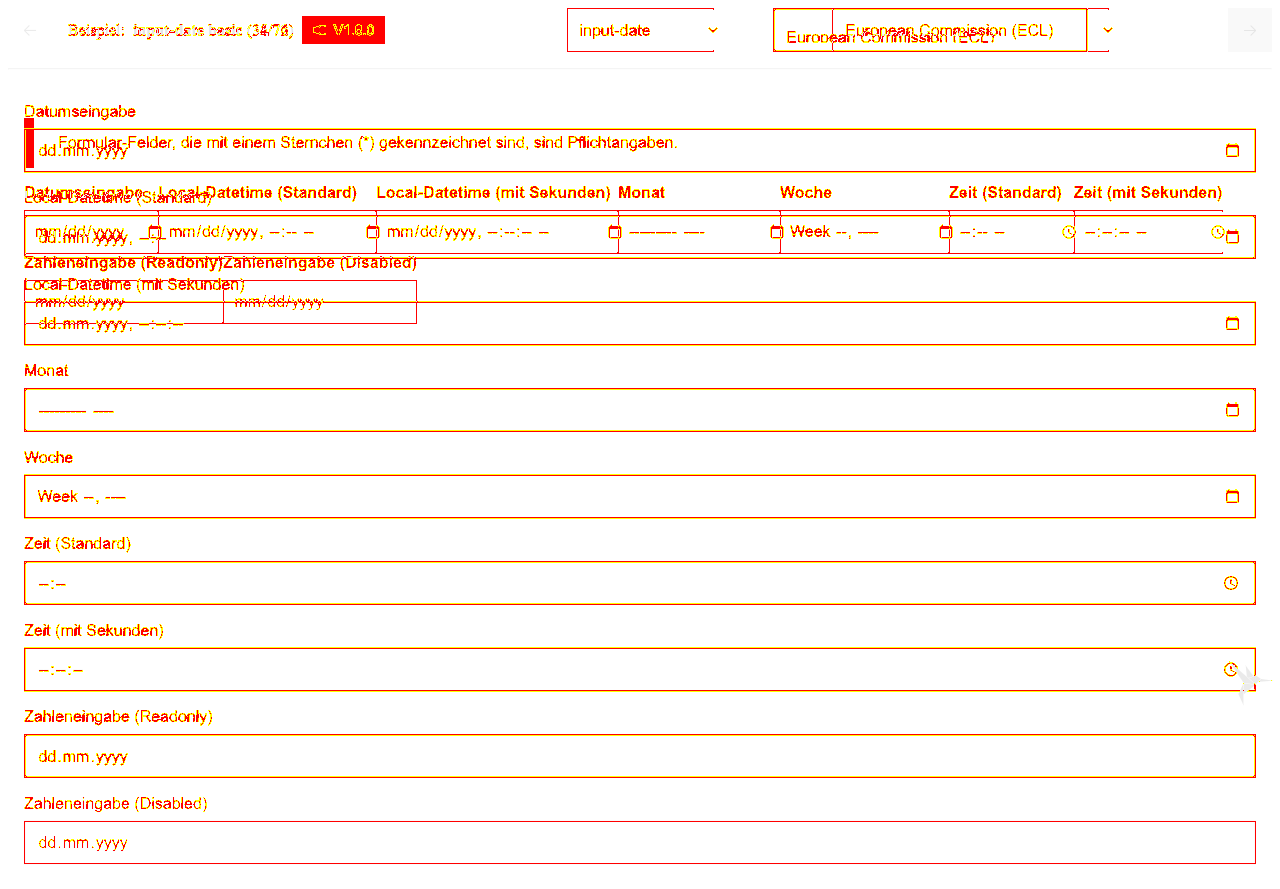 Beispiel: input-date basic (34/76) V1.6.0 input-date European Commission (ECL)
European Commission (ECL)
Datumseingabe
Formular-Felder, die mit einem Sternchen (*) gekennzeichnet sind, sind Pflichtangaben.
dd.mm.yyyy
Datumseingabe Local-Datetime (Standard) Local-Datetime (mit Sekunden) Monat Woche Zeit (Standard) Zeit (mit Sekunden)
Local-Datetime (Standard)
mm/dd/yyyy mm/dd/yyyy, --:-- -- mm/dd/yyyy, --:--:-- -- --------- ---- Week --, ---- --:-- -- --:--:-- --
dd.mm.yyyy, --:--
Zahleneingabe (Readonly) Zahleneingabe (Disabled)
Local-Datetime (mit Sekunden)
mm/dd/yyyy mm/dd/yyyy
dd.mm.yyyy, --:--:--
Monat
--------- ----
Woche
Week --, ----
Zeit (Standard)
--:--
Zeit (mit Sekunden)
--:--:--
Zahleneingabe (Readonly)
dd.mm.yyyy
Zahleneingabe (Disabled)
dd.mm.yyyy